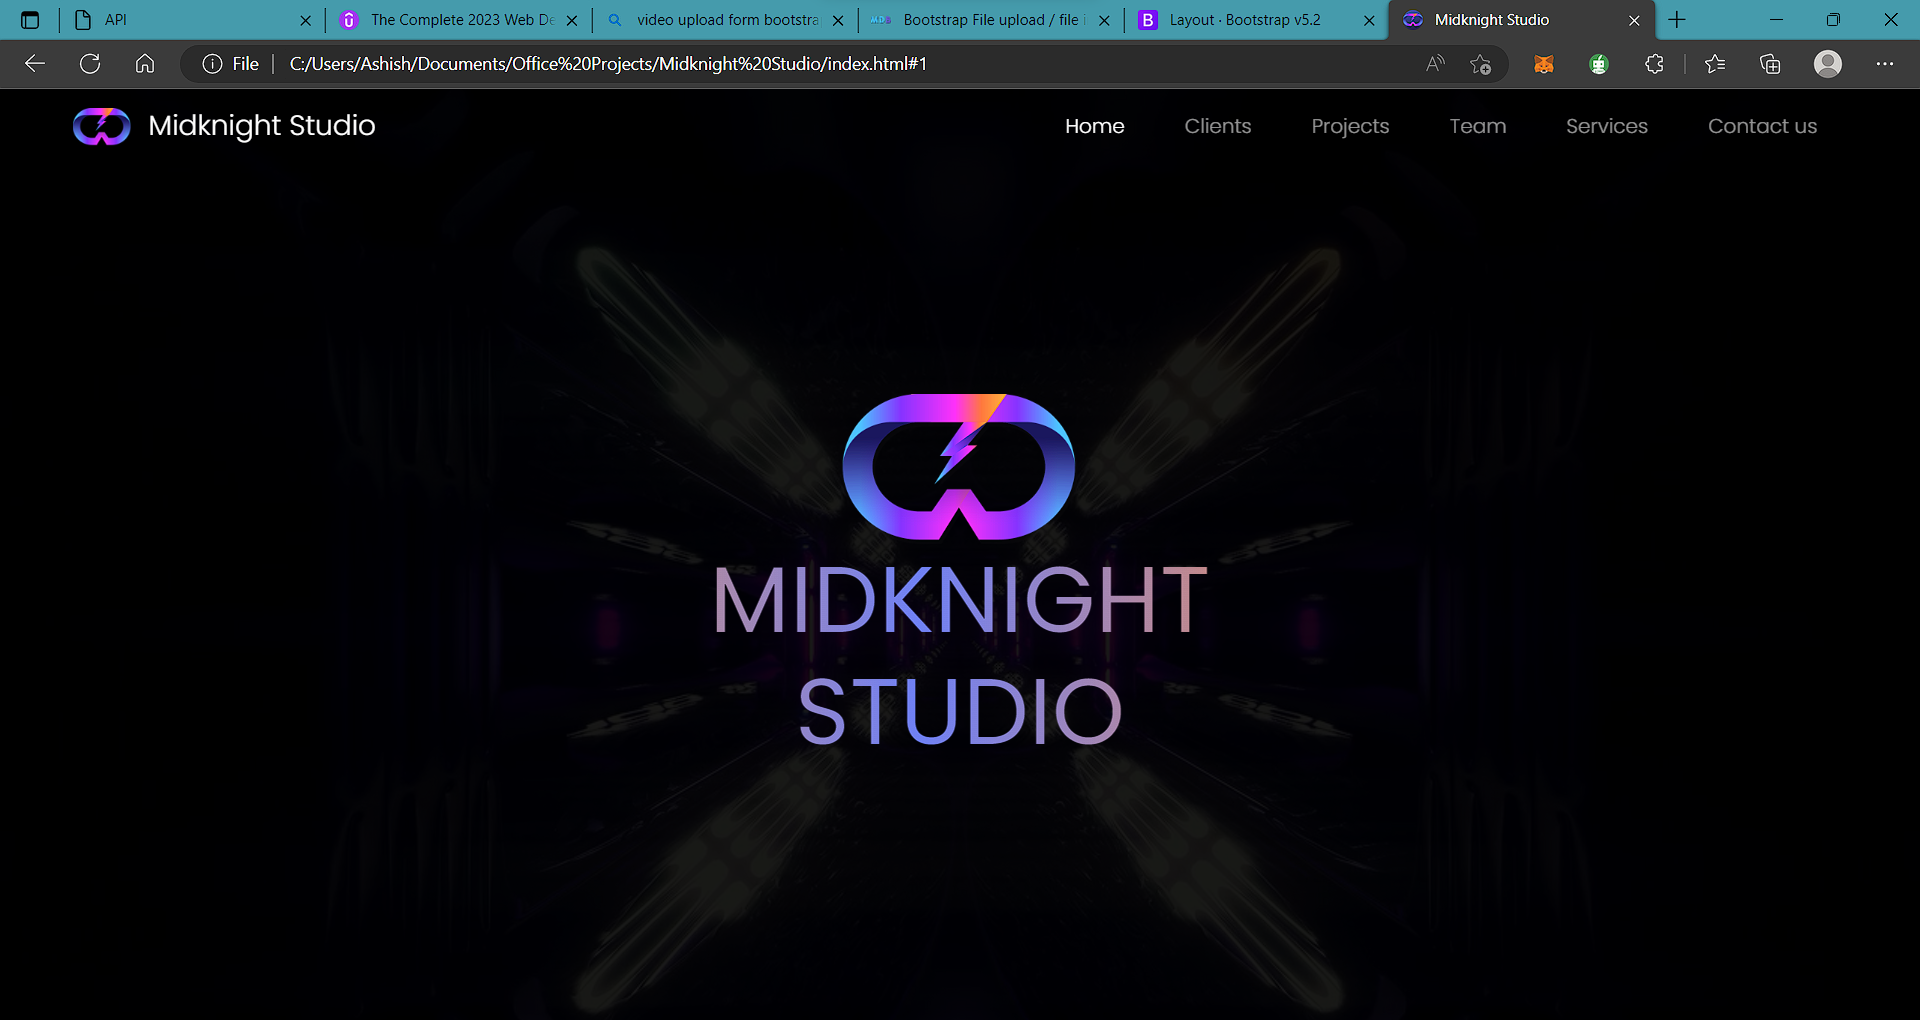 API
The Complete 2023 Web De
video upload form bootstra
Bootstrap File upload / file i
Layout · Bootstrap v5.2
Midknight Studio
File
C:/Users/Ashish/Documents/Office%20Projects/Midknight%20Studio/index.html#1
Midknight Studio
Home
Clients
Projects
Team
Services
Contact us
MIDKNIGHT
STUDIO